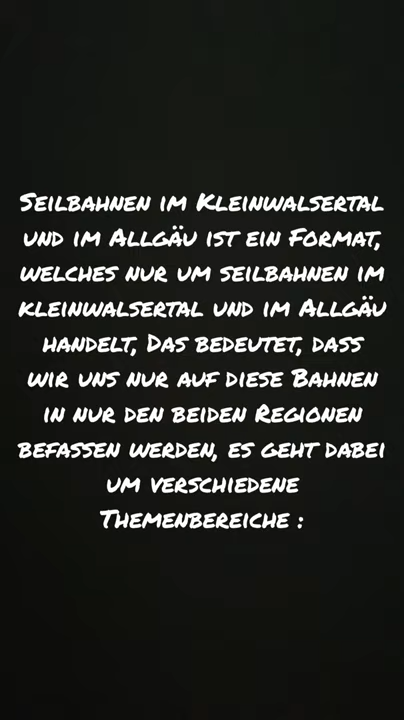 Seilbahnen im Kleinwalsertal
und im Allgäu ist ein Format,
welches nur um seilbahnen im
kleinwalsertal und im Allgäu
handelt, Das bedeutet, dass
wir uns nur auf diese Bahnen
in nur den beiden Regionen
befassen werden, es geht dabei
um verschiedene
Themenbereiche :